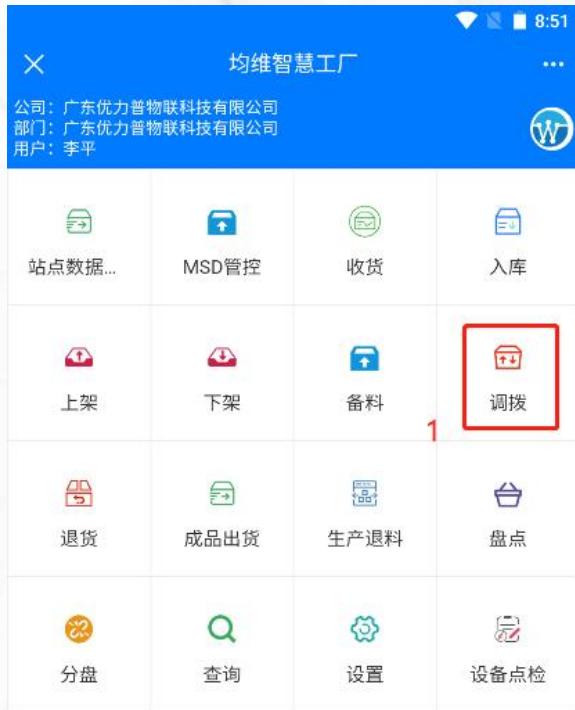 8:51
均维智慧工厂
公司：广东优力普物联科技有限公司
部门：广东优力普物联科技有限公司
用户：李平
W
站点数据...
MSD管控
收货
入库
上架
下架
备料
调拨
1
退货
成品出货
生产退料
盘点
分盘
查询
设置
设备点检